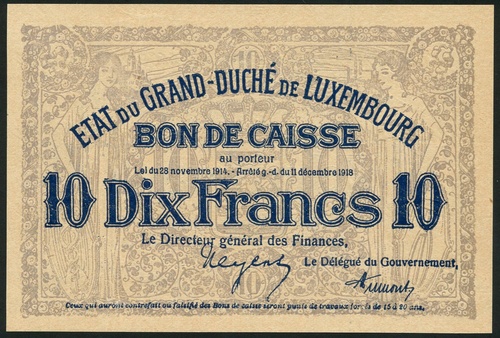 ETAT DU GRAND-DUCHÉ DE LUXEMBOURG
BON DE CAISSE
au porteur
Loi du 28 novembre 1914. - Arrêté g.-d. du 11 décembre 1918
10 DIX FRANCS 10
Le Directeur général des Finances,
Neyens
Le Délégué du Gouvernement,
Ceux qui auront contrefait ou falsifié des Bons de caisse seront punis de travaux forcés de 15 à 20 ans.